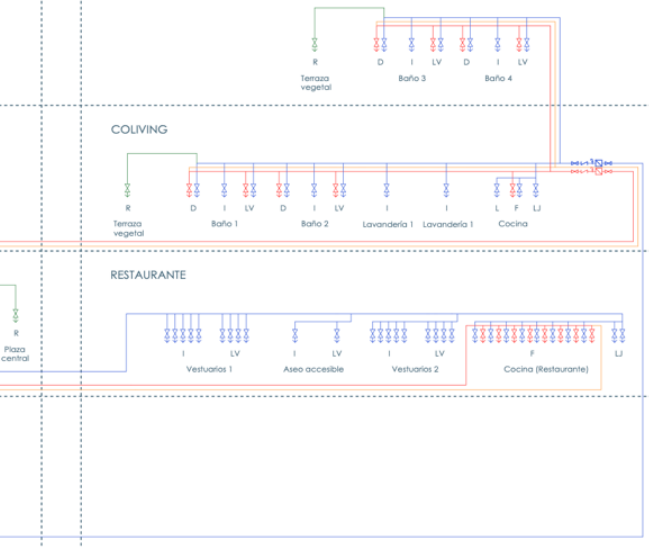 R D I LV D I LV
Terraza vegetal Baño 3 Baño 4
COLIVING
R D I LV D I LV I I L F LJ
Terraza vegetal Baño 1 Baño 2 Lavandería 1 Lavandería 1 Cocina
RESTAURANTE
R
Plaza central
I LV I LV I LV F LJ
Vestuarios 1 Aseo accesible Vestuarios 2 Cocina (Restaurante)